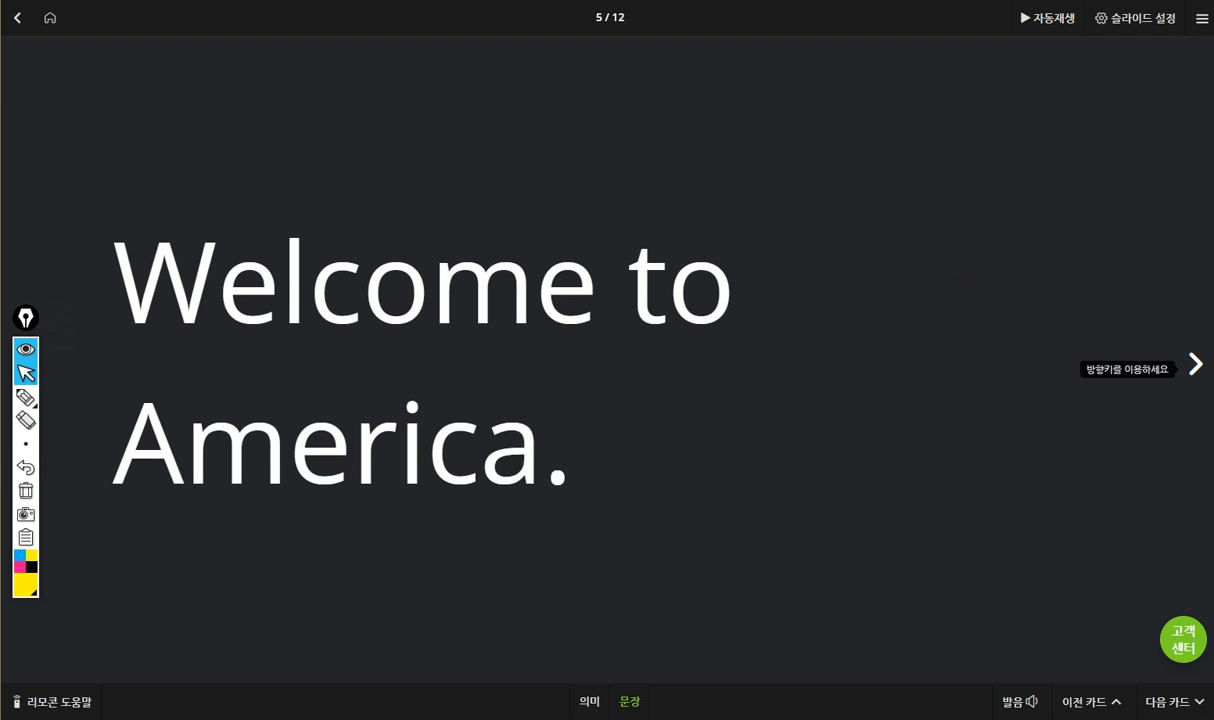 5 / 12
자동재생
슬라이드 설정
Welcome to
America.
방향키를 이용하세요
고객
센터
리모콘 도움말
의미
문장
발음
이전 카드
다음 카드